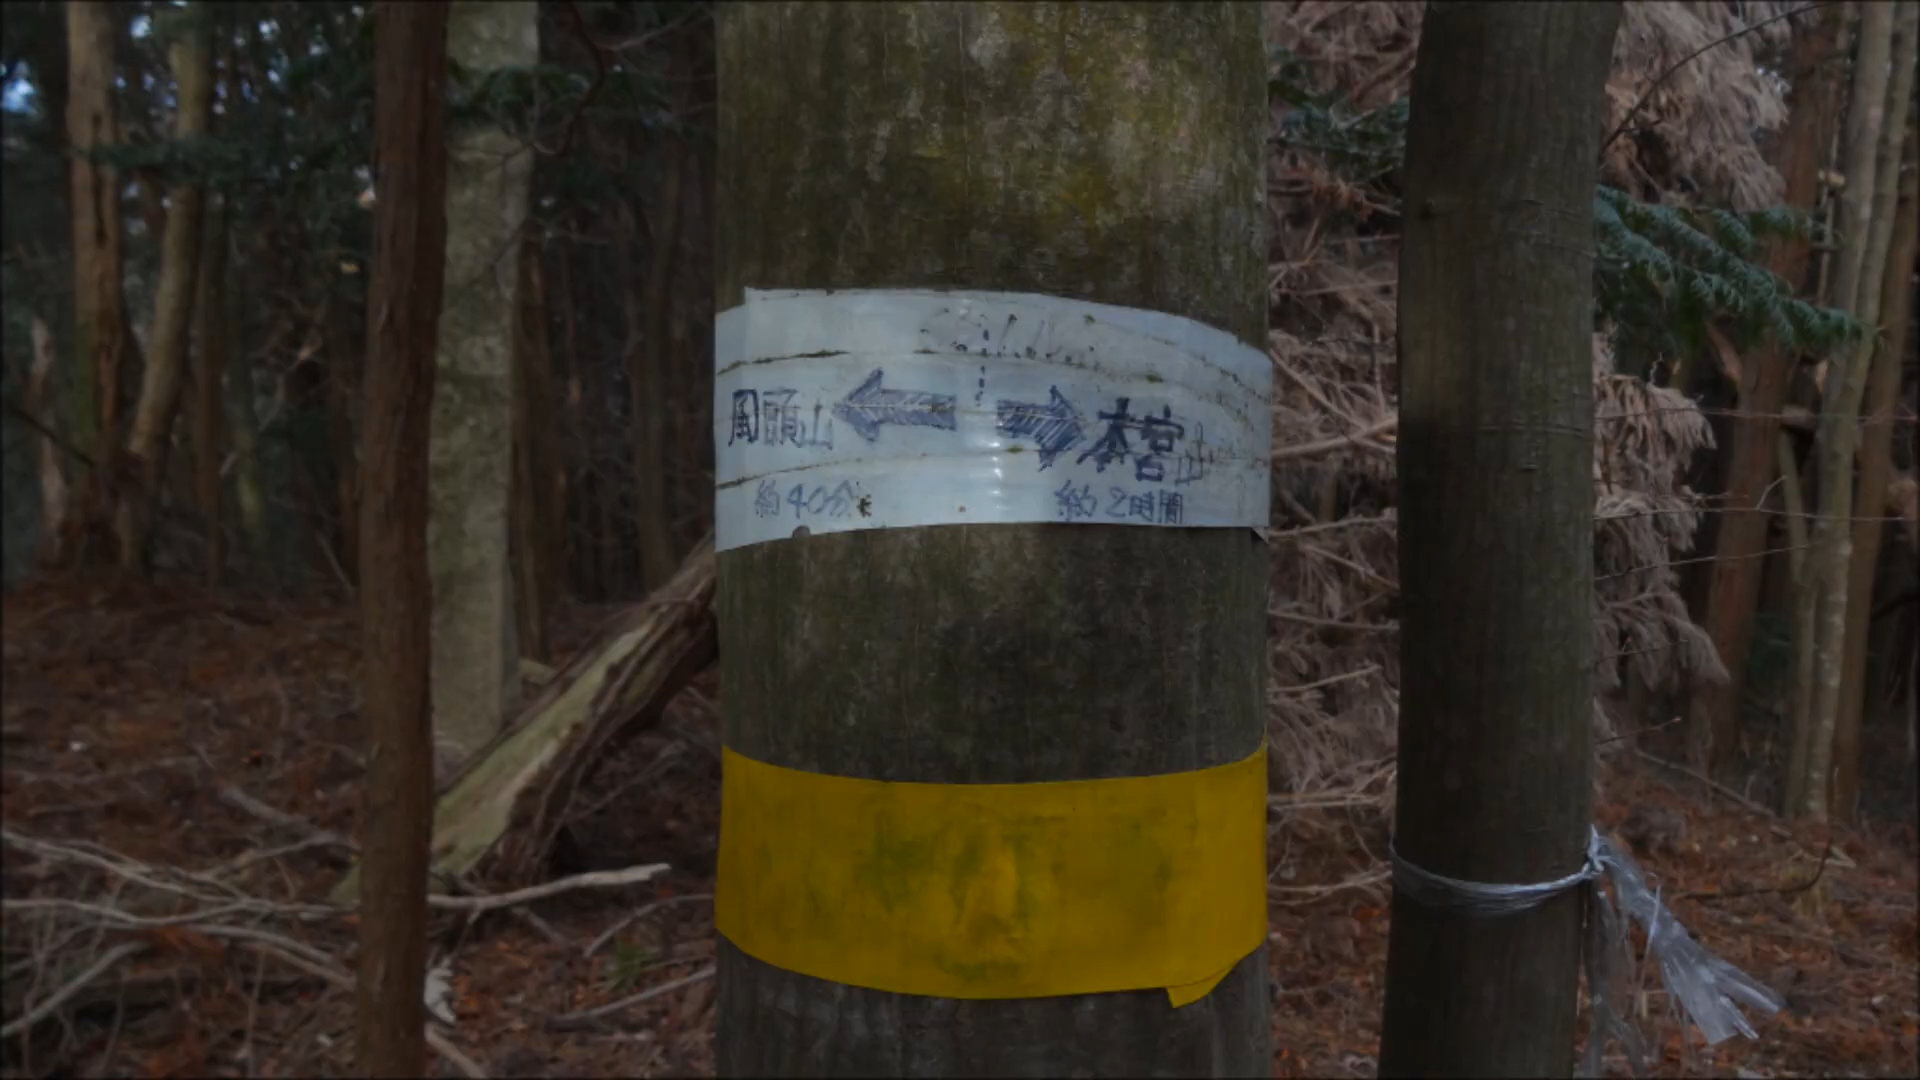 風頭山 ← → 本宮山
約40分 約2時間